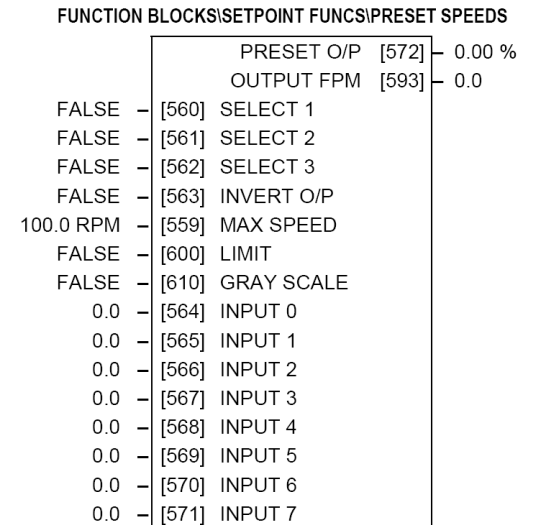 FUNCTION BLOCKS\SETPOINT FUNCS\PRESET SPEEDS
PRESET O/P [572] – 0.00 %
OUTPUT FPM [593] – 0.0
FALSE – [560] SELECT 1
FALSE – [561] SELECT 2
FALSE – [562] SELECT 3
FALSE – [563] INVERT O/P
100.0 RPM – [559] MAX SPEED
FALSE – [600] LIMIT
FALSE – [610] GRAY SCALE
0.0 – [564] INPUT 0
0.0 – [565] INPUT 1
0.0 – [566] INPUT 2
0.0 – [567] INPUT 3
0.0 – [568] INPUT 4
0.0 – [569] INPUT 5
0.0 – [570] INPUT 6
0.0 – [571] INPUT 7